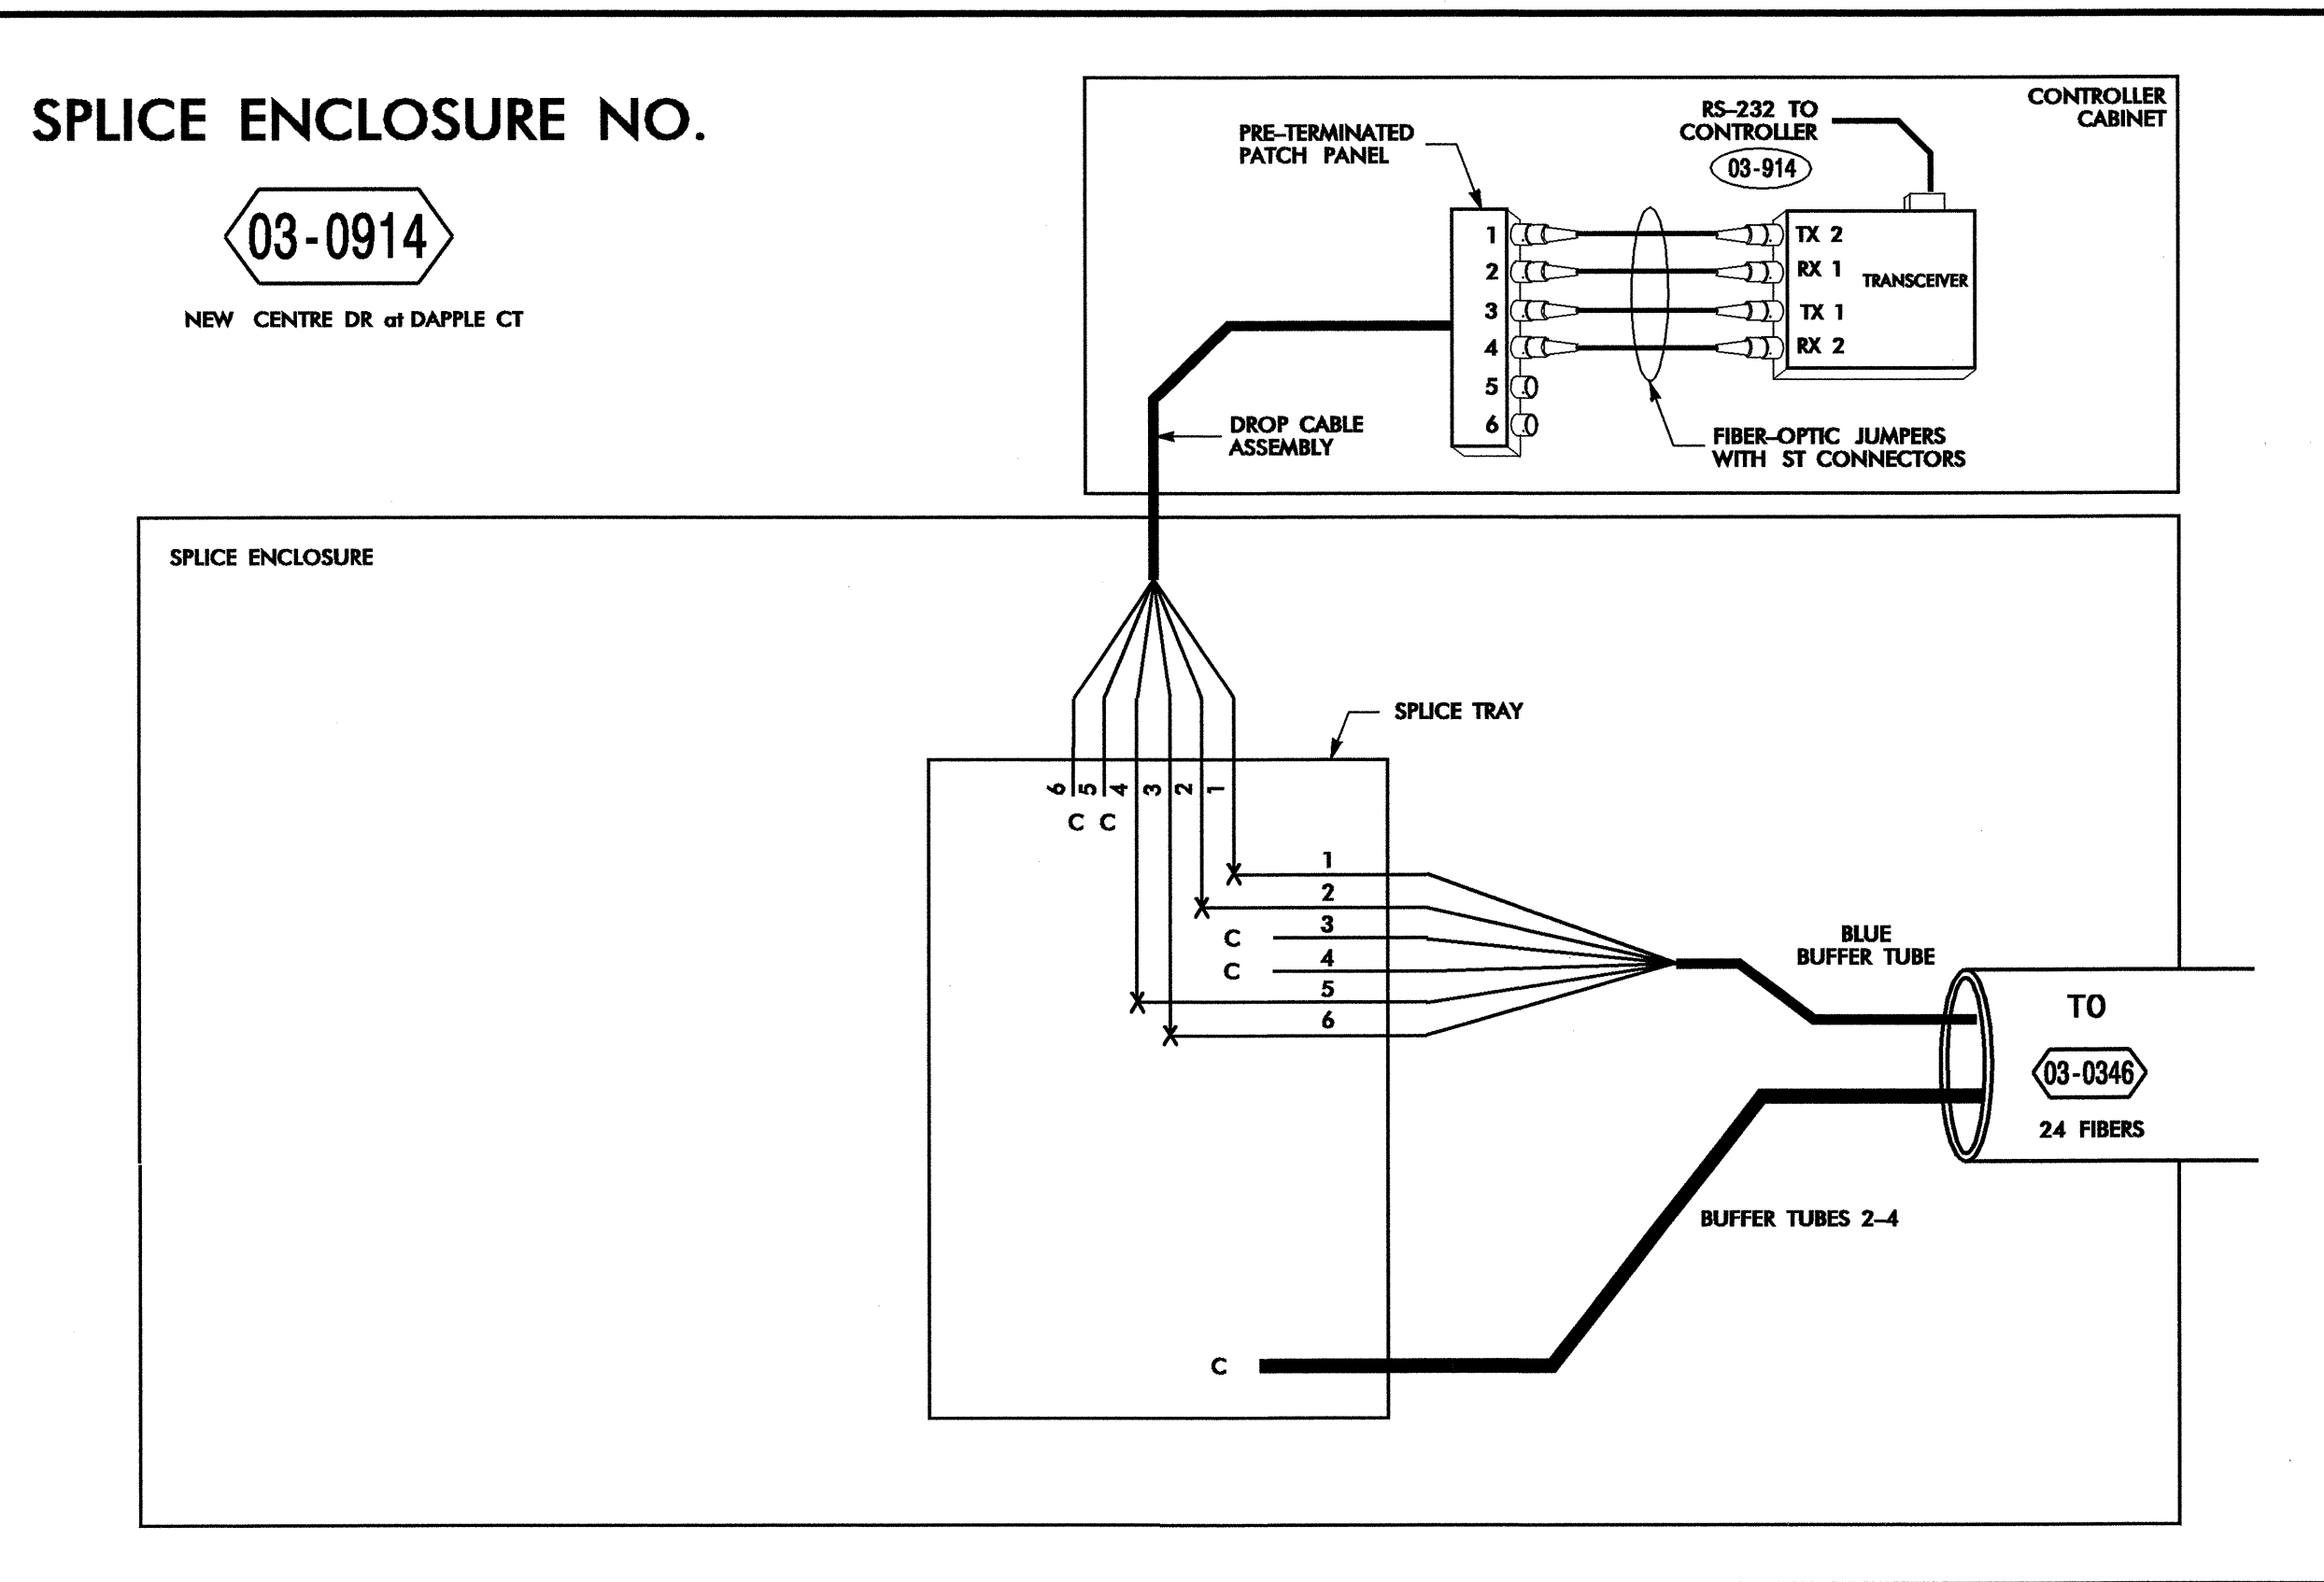 SPLICE ENCLOSURE NO.
03-0914
NEW CENTRE DR at DAPPLE CT
CONTROLLER
CABINET
RS-232 TO
CONTROLLER
03-914
PRE-TERMINATED
PATCH PANEL
1
2
3
4
5
6
TX 2
RX 1
TX 1
RX 2
TRANSCEIVER
DROP CABLE
ASSEMBLY
FIBER-OPTIC JUMPERS
WITH ST CONNECTORS
SPLICE ENCLOSURE
SPLICE TRAY
6 5 4 3 2 1
C C
1
2
C 3
C 4
5
6
BLUE
BUFFER TUBE
TO
03-0346
24 FIBERS
BUFFER TUBES 2-4
C